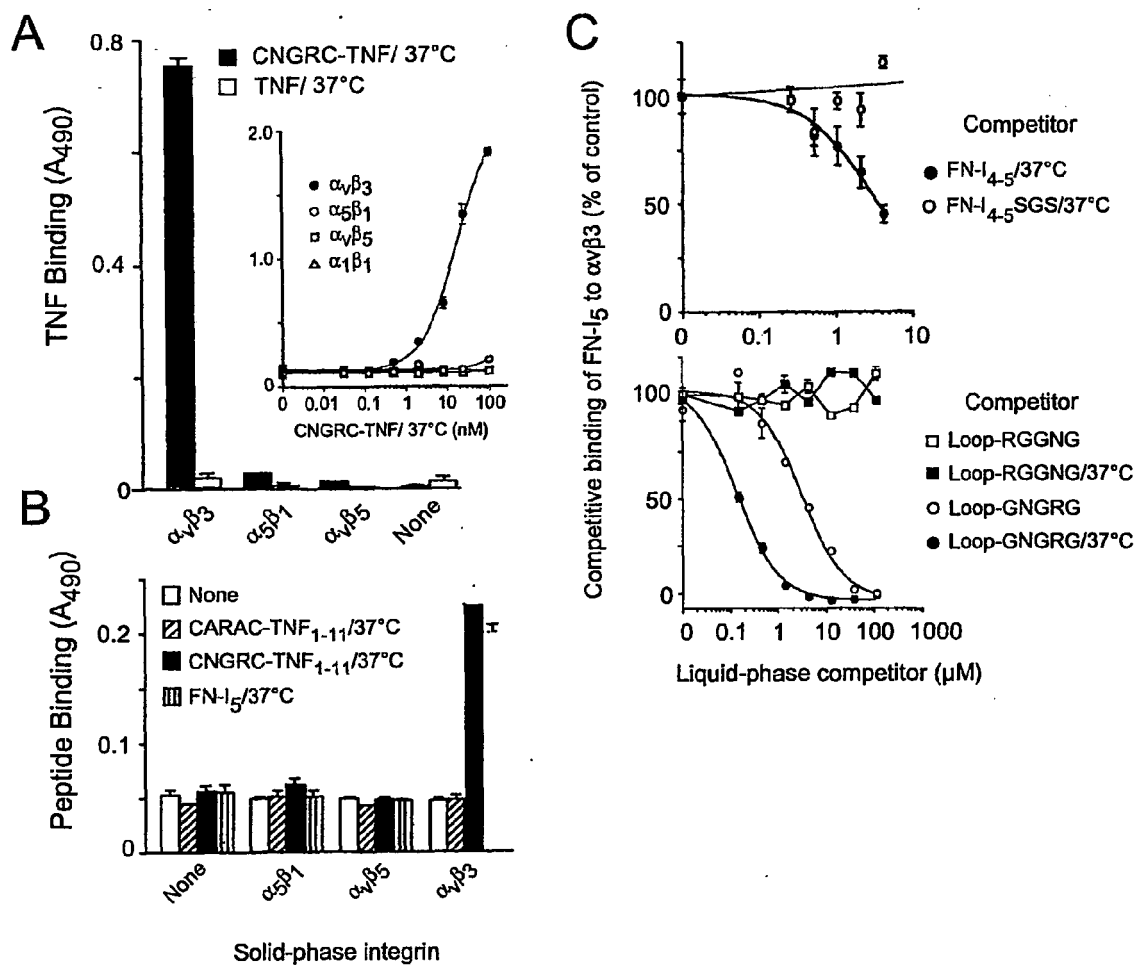 A
0.8
0.4
0
TNF Binding (A490)
CNGRC-TNF/ 37°C
TNF/ 37°C
2.0
1.0
0
αvβ3
α5β1
αvβ5
α1β1
0 0.01 0.1 1 10 100
CNGRC-TNF/ 37°C (nM)
αvβ3 α5β1 αvβ5 None
B
0.2
0.1
0
Peptide Binding (A490)
None
CARAC-TNF1-11/37°C
CNGRC-TNF1-11/37°C
FN-I5/37°C
None α5β1 αvβ5 αvβ3
Solid-phase integrin
C
Competitive binding of FN-I5 to αvβ3 (% of control)
100
50
0
0 0.1 1 10
Competitor
FN-I4-5/37°C
FN-I4-5SGS/37°C
100
50
0
0 0.1 1 10 100 1000
Liquid-phase competitor (µM)
Competitor
Loop-RGGNG
Loop-RGGNG/37°C
Loop-GNGRG
Loop-GNGRG/37°C